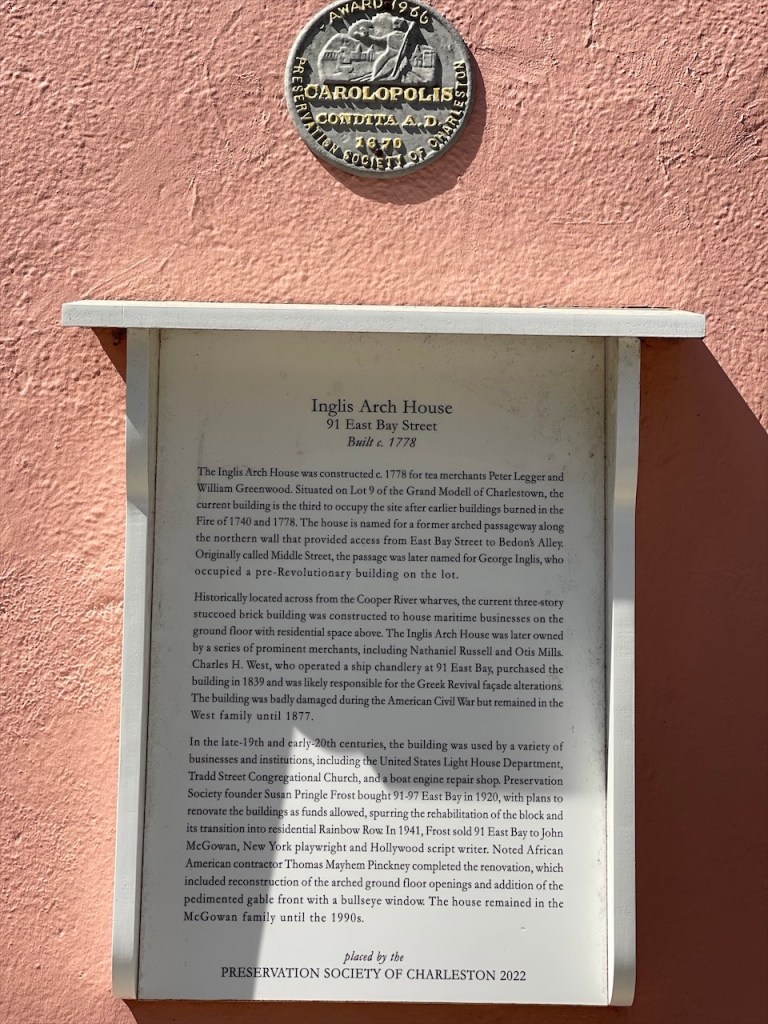 AWARD 1966
CAROLOPOLIS
CONDITA A.D.
1670
PRESERVATION SOCIETY OF CHARLESTON
Inglis Arch House
91 East Bay Street
Built c. 1778
The Inglis Arch House was constructed c. 1778 for tea merchants Peter Legger and
William Greenwood. Situated on Lot 9 of the Grand Modell of Charlestown, the
current building is the third to occupy the site after earlier buildings burned in the
Fire of 1740 and 1778. The house is named for a former arched passageway along
the northern wall that provided access from East Bay Street to Bedon's Alley.
Originally called Middle Street, the passage was later named for George Inglis, who
occupied a pre-Revolutionary building on the lot.
Historically located across from the Cooper River wharves, the current three-story
stuccoed brick building was constructed to house maritime businesses on the
ground floor with residential space above. The Inglis Arch House was later owned
by a series of prominent merchants, including Nathaniel Russell and Otis Mills.
Charles H. West, who operated a ship chandlery at 91 East Bay, purchased the
building in 1839 and was likely responsible for the Greek Revival façade alterations.
The building was badly damaged during the American Civil War but remained in the
West family until 1877.
In the late-19th and early-20th centuries, the building was used by a variety of
businesses and institutions, including the United States Light House Department,
Tradd Street Congregational Church, and a boat engine repair shop. Preservation
Society founder Susan Pringle Frost bought 91-97 East Bay in 1920, with plans to
renovate the buildings as funds allowed, spurring the rehabilitation of the block and
its transition into residential Rainbow Row. In 1941, Frost sold 91 East Bay to John
McGowan, New York playwright and Hollywood script writer. Noted African
American contractor Thomas Mayhem Pinckney completed the renovation, which
included reconstruction of the arched ground floor openings and addition of the
pedimented gable front with a bullseye window. The house remained in the
McGowan family until the 1990s.
placed by the
PRESERVATION SOCIETY OF CHARLESTON 2022